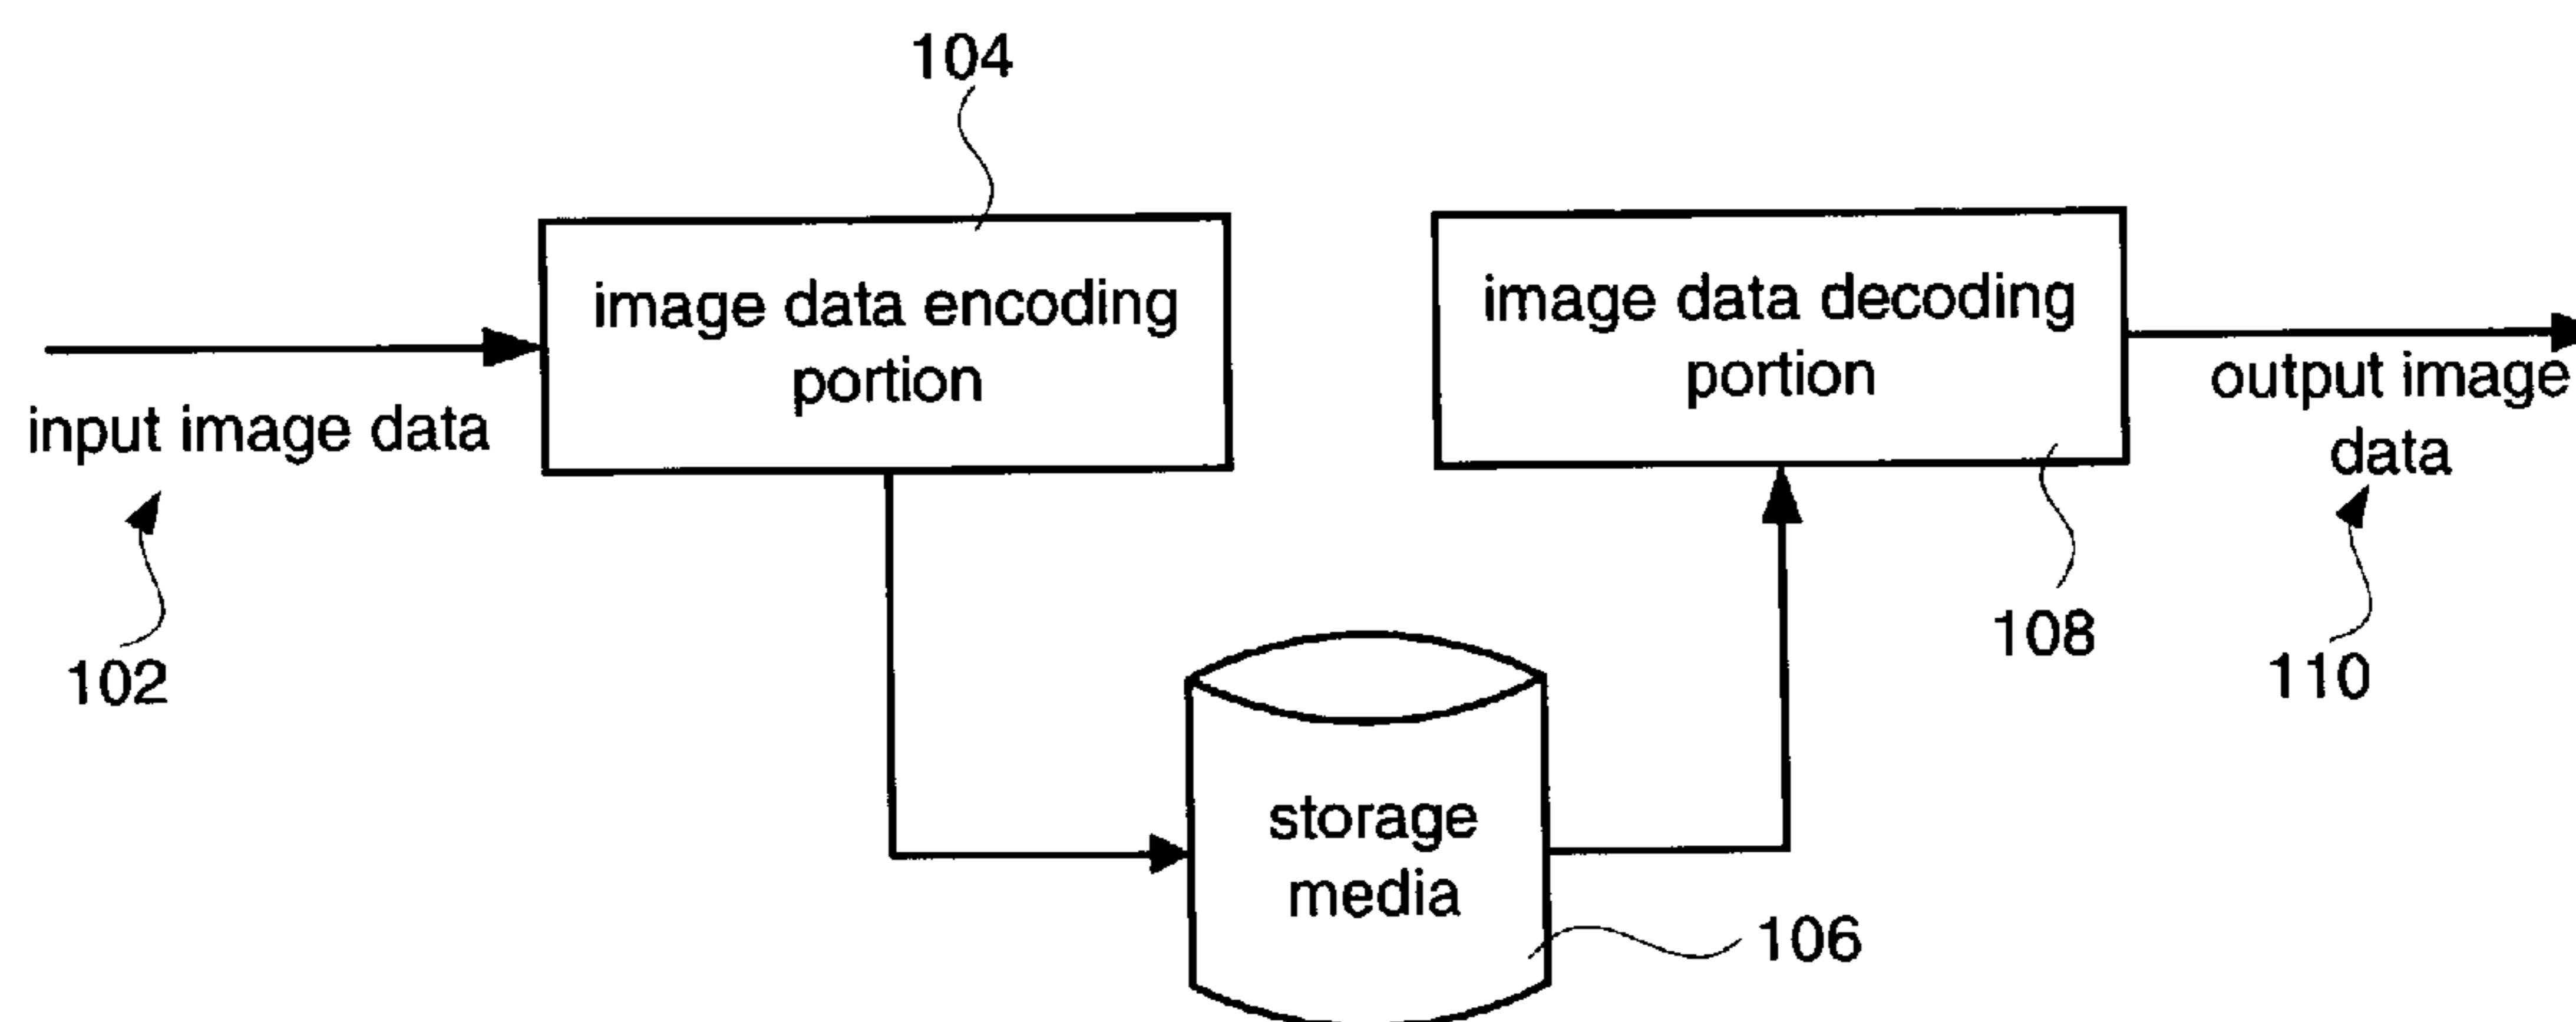 104
image data encoding
portion
image data decoding
portion
input image data
output image
data
102
108
110
storage
media
106